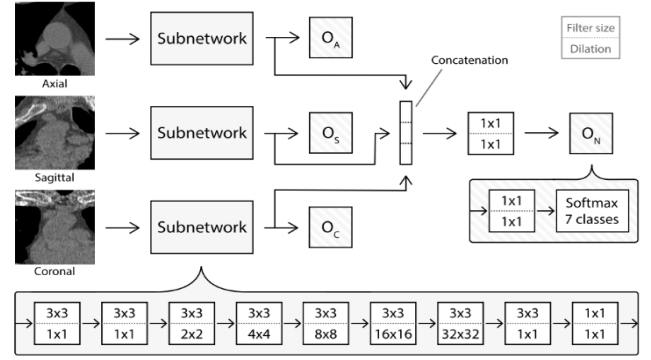 Axial
Subnetwork
O_A
Filter size
Dilation
Concatenation
Sagittal
Subnetwork
O_S
1x1
1x1
O_N
Coronal
Subnetwork
O_C
1x1
1x1
Softmax
7 classes
3x3 3x3 3x3 3x3 3x3 3x3 3x3 3x3 1x1
1x1 1x1 2x2 4x4 8x8 16x16 32x32 1x1 1x1